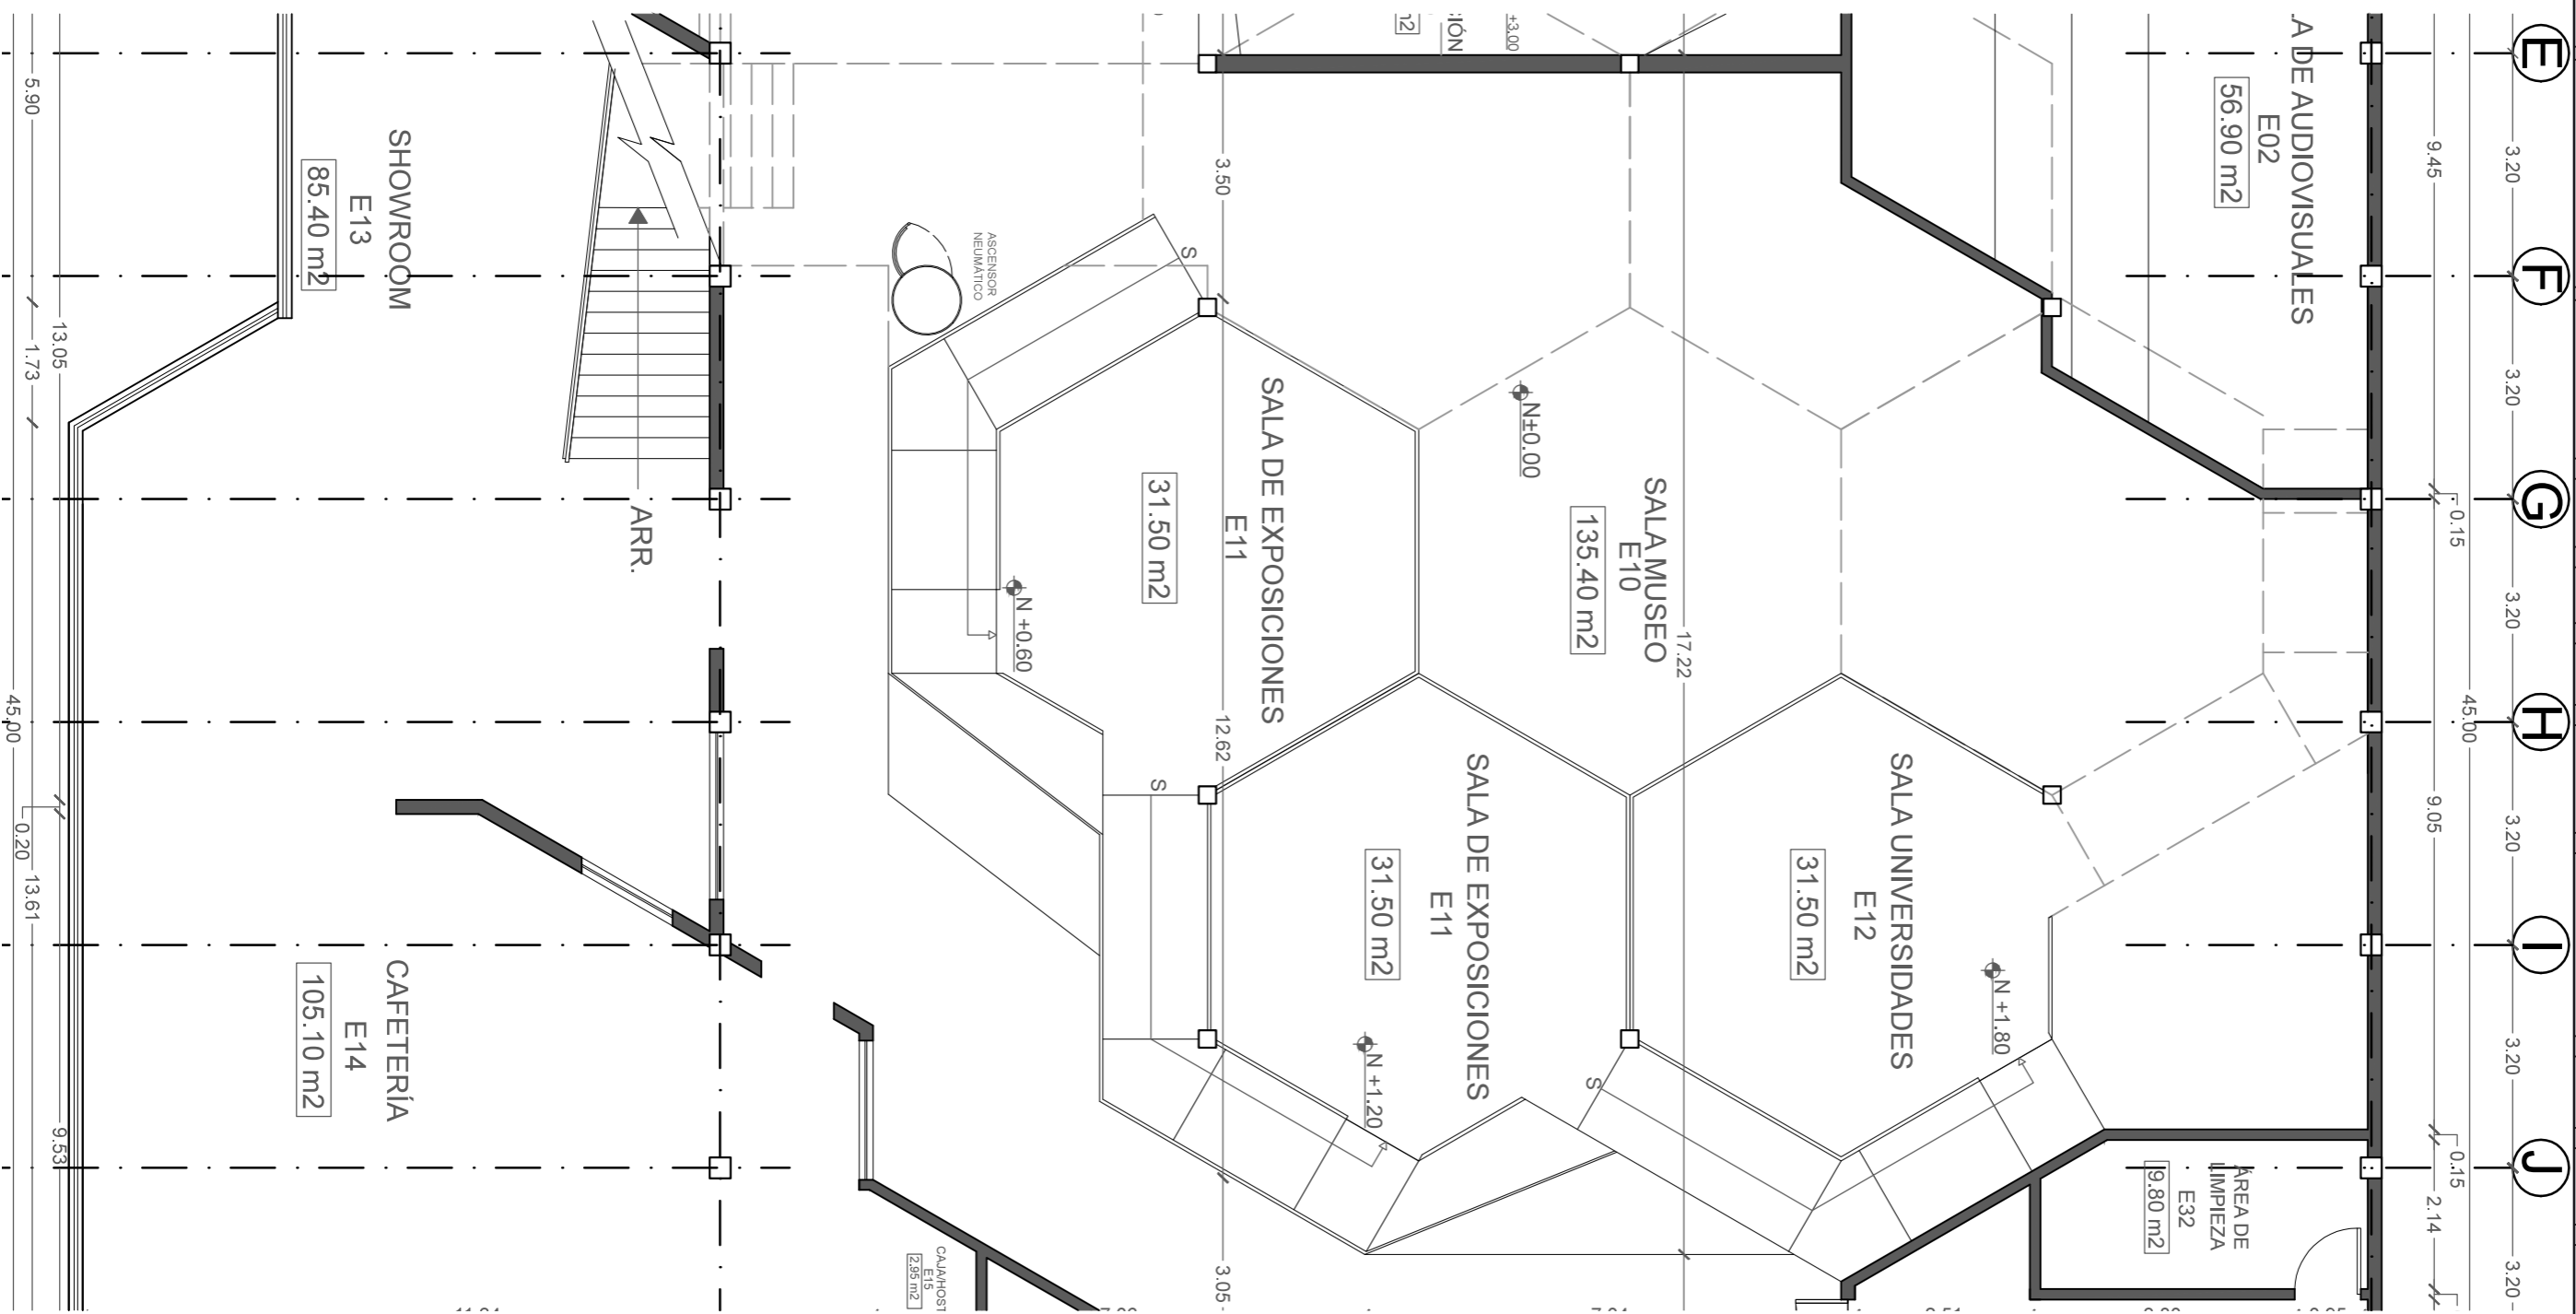 E
F
G
H
I
J
3.20
3.20
3.20
3.20
3.20
3.20
45.00
9.45
0.15
9.05
0.15
2.14
A DE AUDIOVISUALES
E02
56.90 m2
ÁREA DE
LIMPIEZA
E32
9.80 m2
SALA UNIVERSIDADES
E12
31.50 m2
N +1.80
S
17.22
SALA MUSEO
E10
135.40 m2
N±0.00
+3.00
IÓN
m2
SALA DE EXPOSICIONES
E11
31.50 m2
N +1.20
SALA DE EXPOSICIONES
E11
31.50 m2
N +0.60
3.50
12.62
3.05
S
S
ASCENSOR
NEUMÁTICO
CAJA/HOST
E15
2.95 m2
ARR.
SHOWROOM
E13
85.40 m2
CAFETERÍA
E14
105.10 m2
13.05
9.53
5.90
1.73
13.61
0.20
45.00